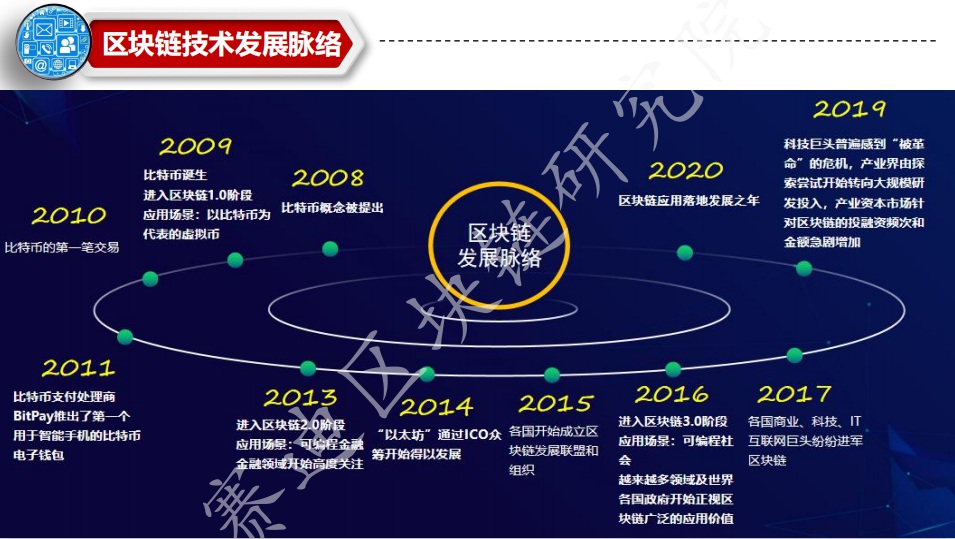 区块链技术发展脉络
区块链
发展脉络
2008
比特币概念被提出
2009
比特币诞生
进入区块链1.0阶段
应用场景：以比特币为
代表的虚拟币
2010
比特币的第一笔交易
2011
比特币支付处理商
BitPay推出了第一个
用于智能手机的比特币
电子钱包
2013
进入区块链2.0阶段
应用场景：可编程金融
金融领域开始高度关注
2014
“以太坊”通过ICO众
筹开始得以发展
2015
各国开始成立区
块链发展联盟和
组织
2016
进入区块链3.0阶段
应用场景：可编程社
会
越来越多领域及世界
各国政府开始正视区
块链广泛的应用价值
2017
各国商业、科技、IT
互联网巨头纷纷进军
区块链
2019
科技巨头普遍感到“被革
命”的危机，产业界由探
索尝试开始转向大规模研
发投入，产业资本市场针
对区块链的投融资频次和
金额急剧增加
2020
区块链应用落地发展之年
赛迪区块链研究院